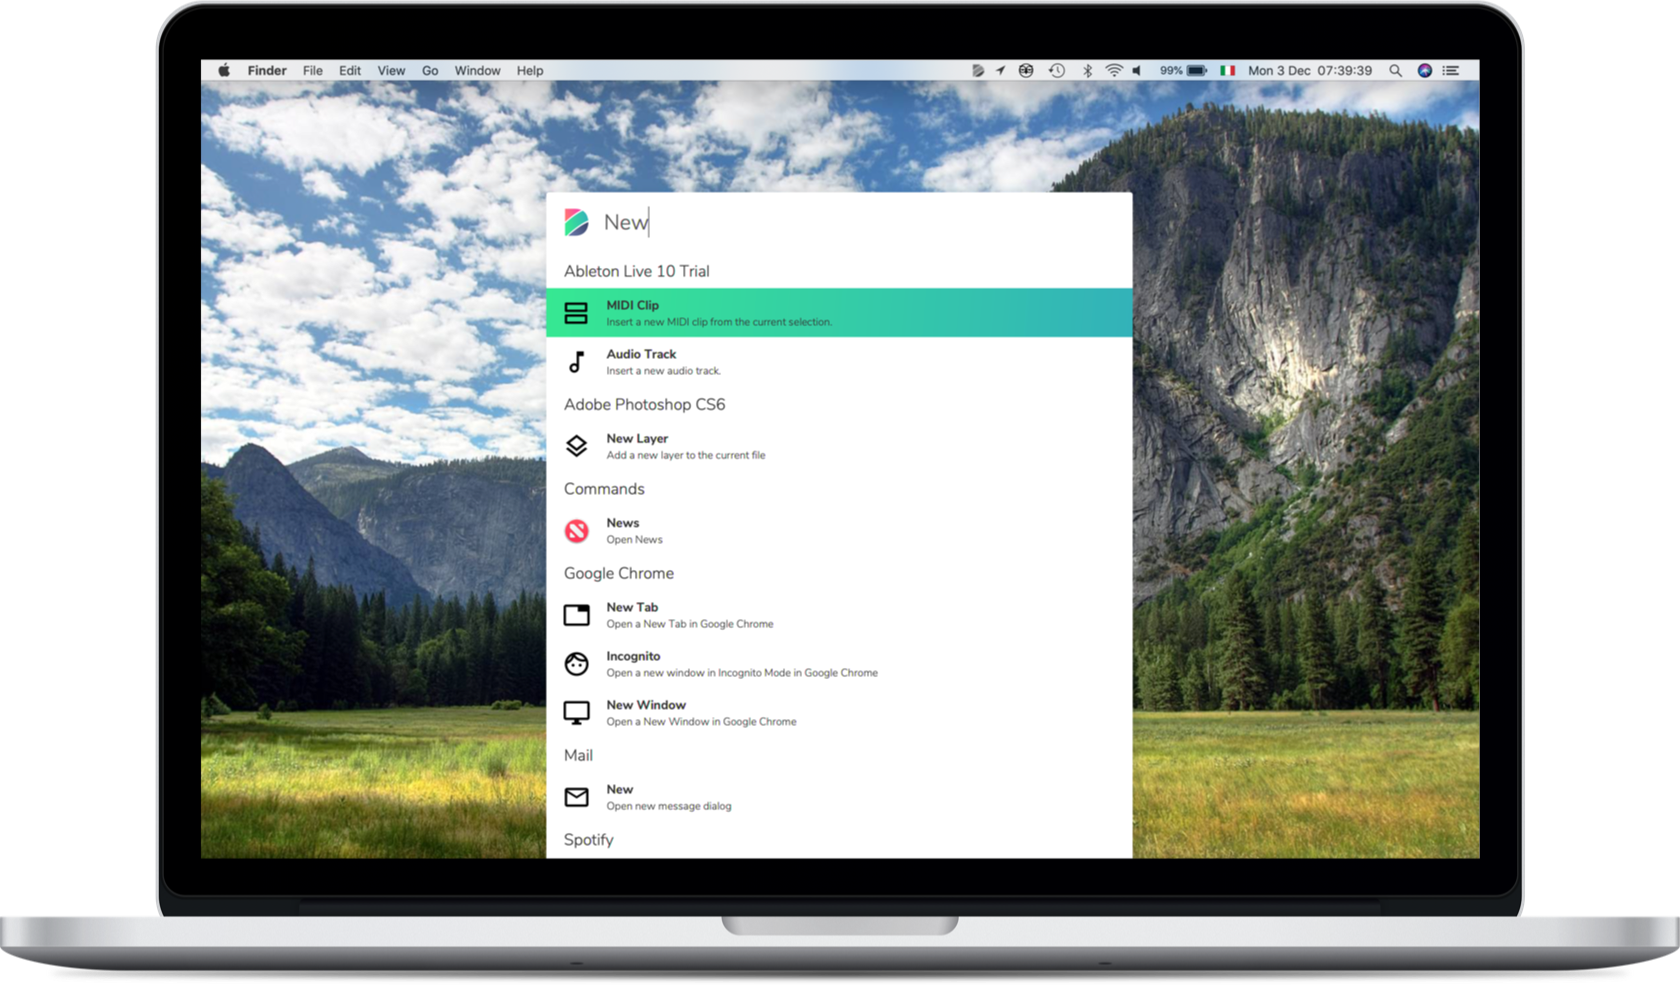 Finder File Edit View Go Window Help 99% Mon 3 Dec 07:39:39
New
Ableton Live 10 Trial
MIDI Clip
Insert a new MIDI clip from the current selection.
Audio Track
Insert a new audio track.
Adobe Photoshop CS6
New Layer
Add a new layer to the current file
Commands
News
Open News
Google Chrome
New Tab
Open a New Tab in Google Chrome
Incognito
Open a new window in Incognito Mode in Google Chrome
New Window
Open a New Window in Google Chrome
Mail
New
Open new message dialog
Spotify